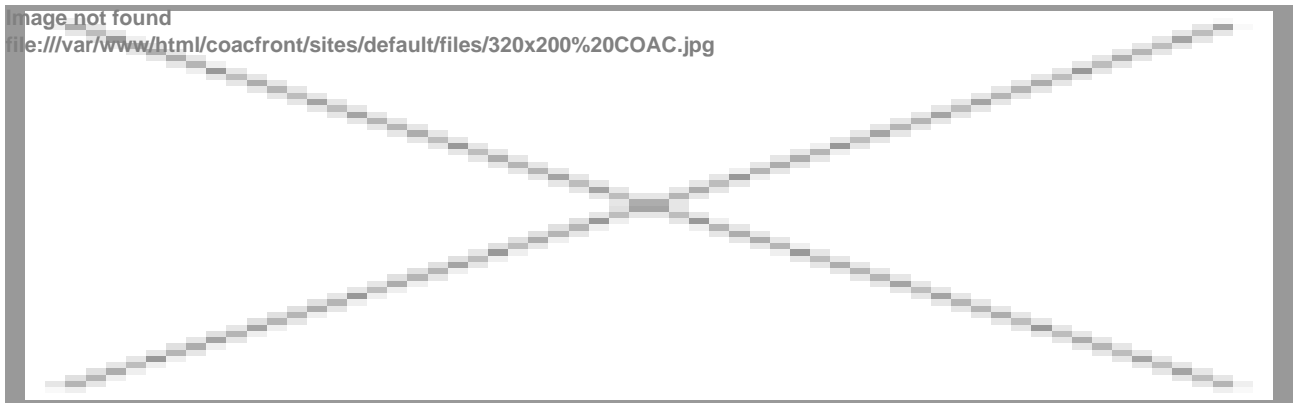 Image not found
file:///var/www/html/coacfront/sites/default/files/320x200%20COAC.jpg